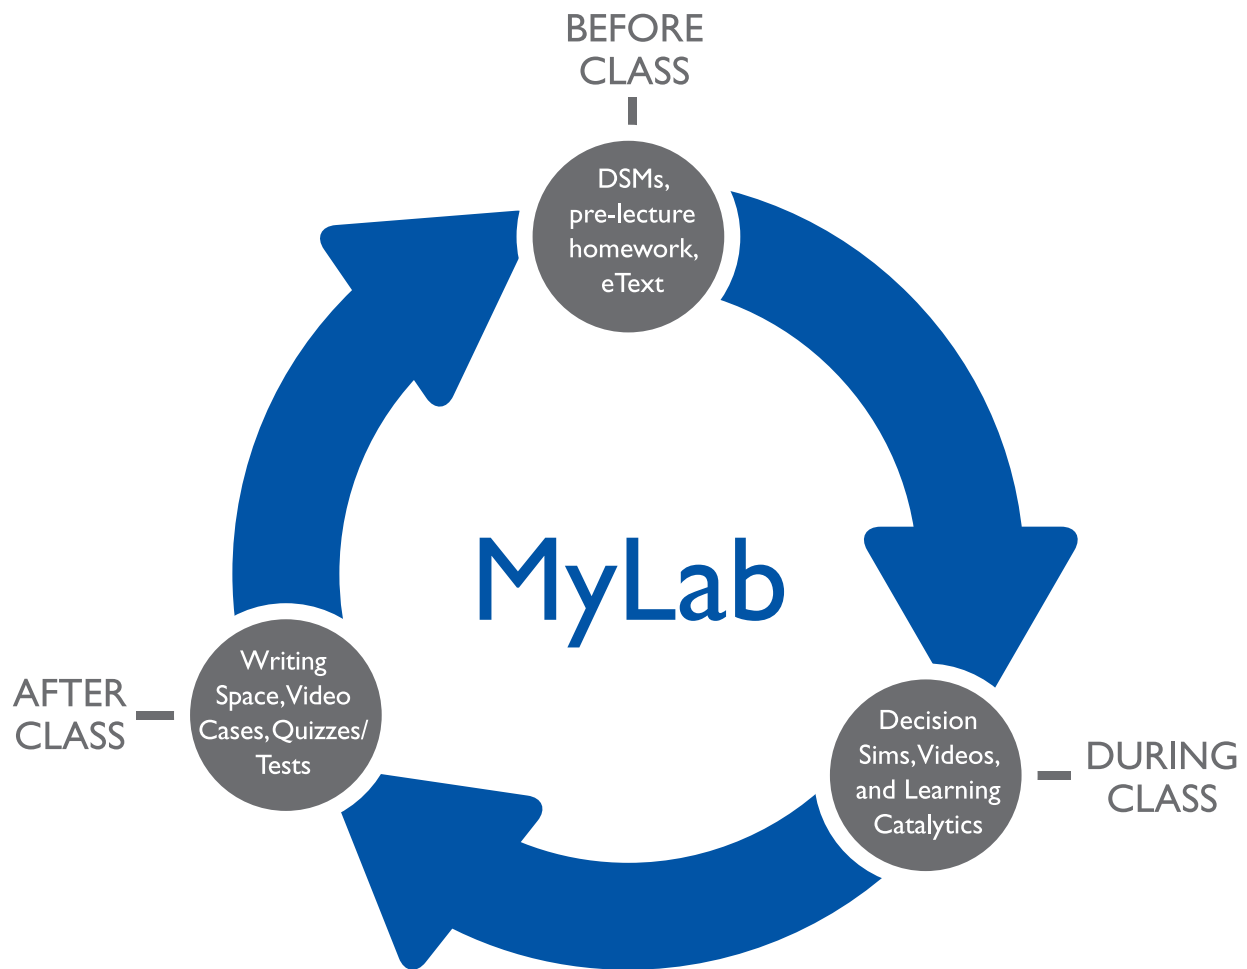 BEFORE
CLASS
DSMs,
pre-lecture
homework,
eText
MyLab
Writing
Space, Video
Cases, Quizzes/
Tests
AFTER
CLASS
Decision
Sims, Videos,
and Learning
Catalytics
DURING
CLASS